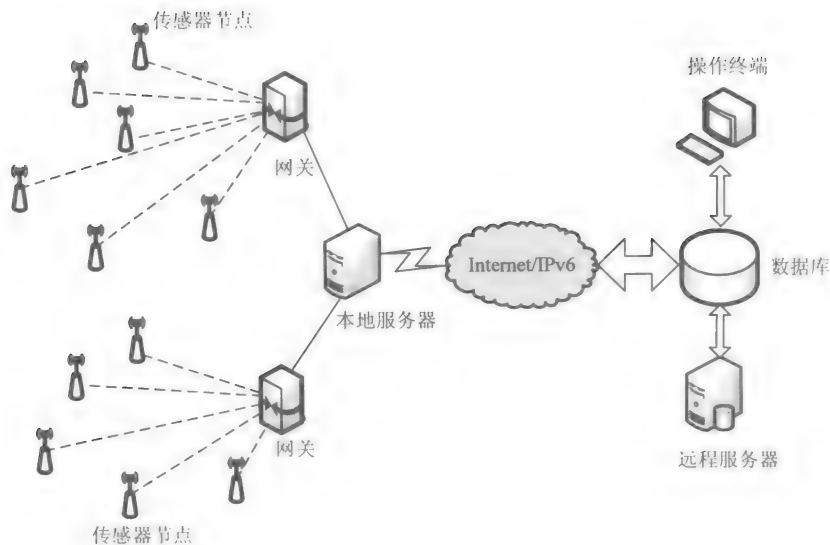 传感器节点
操作终端
网关
Internet/IPv6
数据库
本地服务器
网关
远程服务器
传感器节点